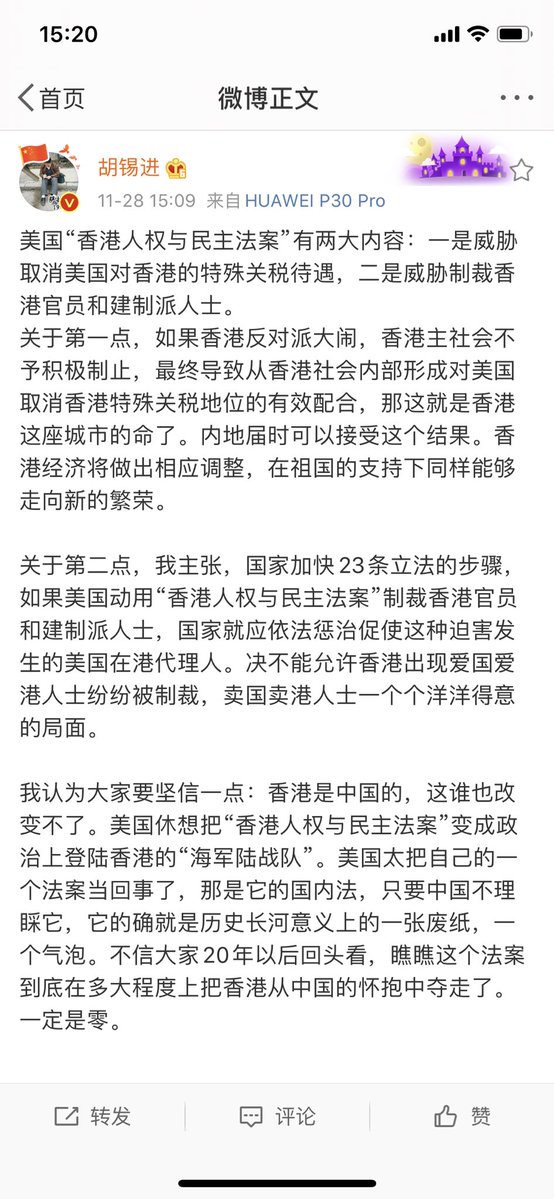 15:20
首页
微博正文
胡锡进
11-28 15:09 来自 HUAWEI P30 Pro
美国“香港人权与民主法案”有两大内容：一是威胁
取消美国对香港的特殊关税待遇，二是威胁制裁香
港官员和建制派人士。
关于第一点，如果香港反对派大闹，香港主社会不
予积极制止，最终导致从香港社会内部形成对美国
取消香港特殊关税地位的有效配合，那这就是香港
这座城市的命了。内地届时可以接受这个结果。香
港经济将做出相应调整，在祖国的支持下同样能够
走向新的繁荣。
关于第二点，我主张，国家加快23条立法的步骤，
如果美国动用“香港人权与民主法案”制裁香港官员
和建制派人士，国家就应依法惩治促使这种迫害发
生的美国在港代理人。决不能允许香港出现爱国爱
港人士纷纷被制裁，卖国卖港人士一个个洋洋得意
的局面。
我认为大家要坚信一点：香港是中国的，这谁也改
变不了。美国休想把“香港人权与民主法案”变成政
治上登陆香港的“海军陆战队”。美国太把自己的一
个法案当回事了，那是它的国内法，只要中国不理
睬它，它的确就是历史长河意义上的一张废纸，一
个气泡。不信大家20年以后回头看，瞧瞧这个法案
到底在多大程度上把香港从中国的怀抱中夺走了。
一定是零。
转发
评论
赞